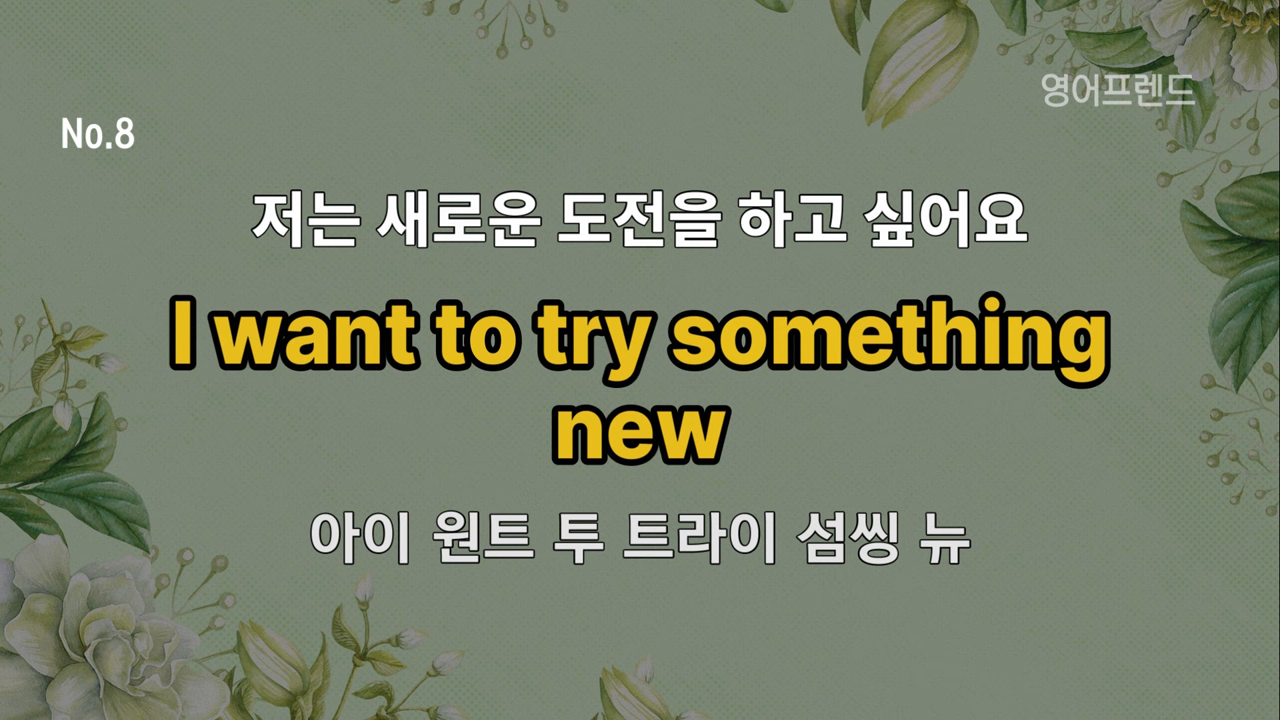 영어프렌드
No.8
저는 새로운 도전을 하고 싶어요
I want to try something
new
아이 원트 투 트라이 섬씽 뉴